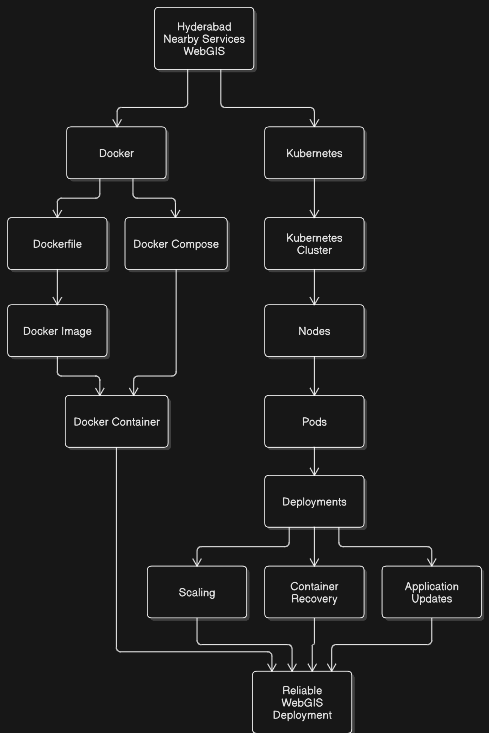 Hyderabad
Nearby Services
WebGIS
Docker
Kubernetes
Dockerfile
Docker Compose
Kubernetes
Cluster
Docker Image
Nodes
Docker Container
Pods
Deployments
Scaling
Container
Recovery
Application
Updates
Reliable
WebGIS
Deployment